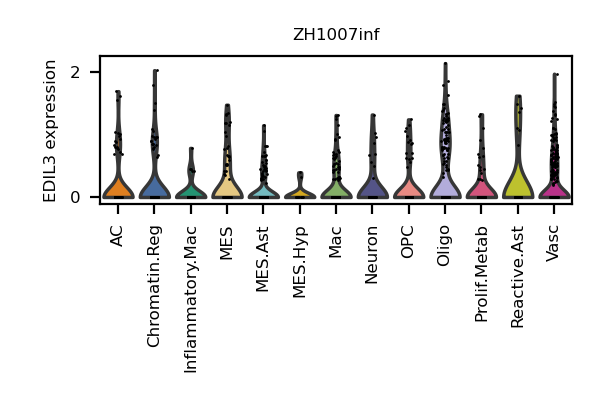 ZH1007inf
EDIL3 expression
2
0
AC
Chromatin.Reg
Inflammatory.Mac
MES
MES.Ast
MES.Hyp
Mac
Neuron
OPC
Oligo
Prolif.Metab
Reactive.Ast
Vasc